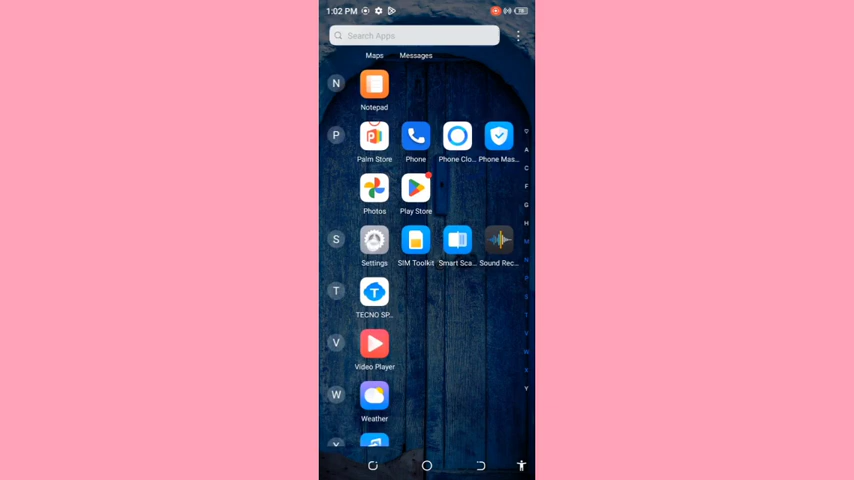 1:02 PM
Search Apps
Maps Messages
N
Notepad
P
Palm Store Phone Phone Clo... Phone Mas...
Photos Play Store
S
Settings SIM Toolkit Smart Sca... Sound Rec...
T
TECNO SP...
V
Video Player
W
Weather
X
A
C
F
G
H
M
N
P
S
T
V
W
X
Y